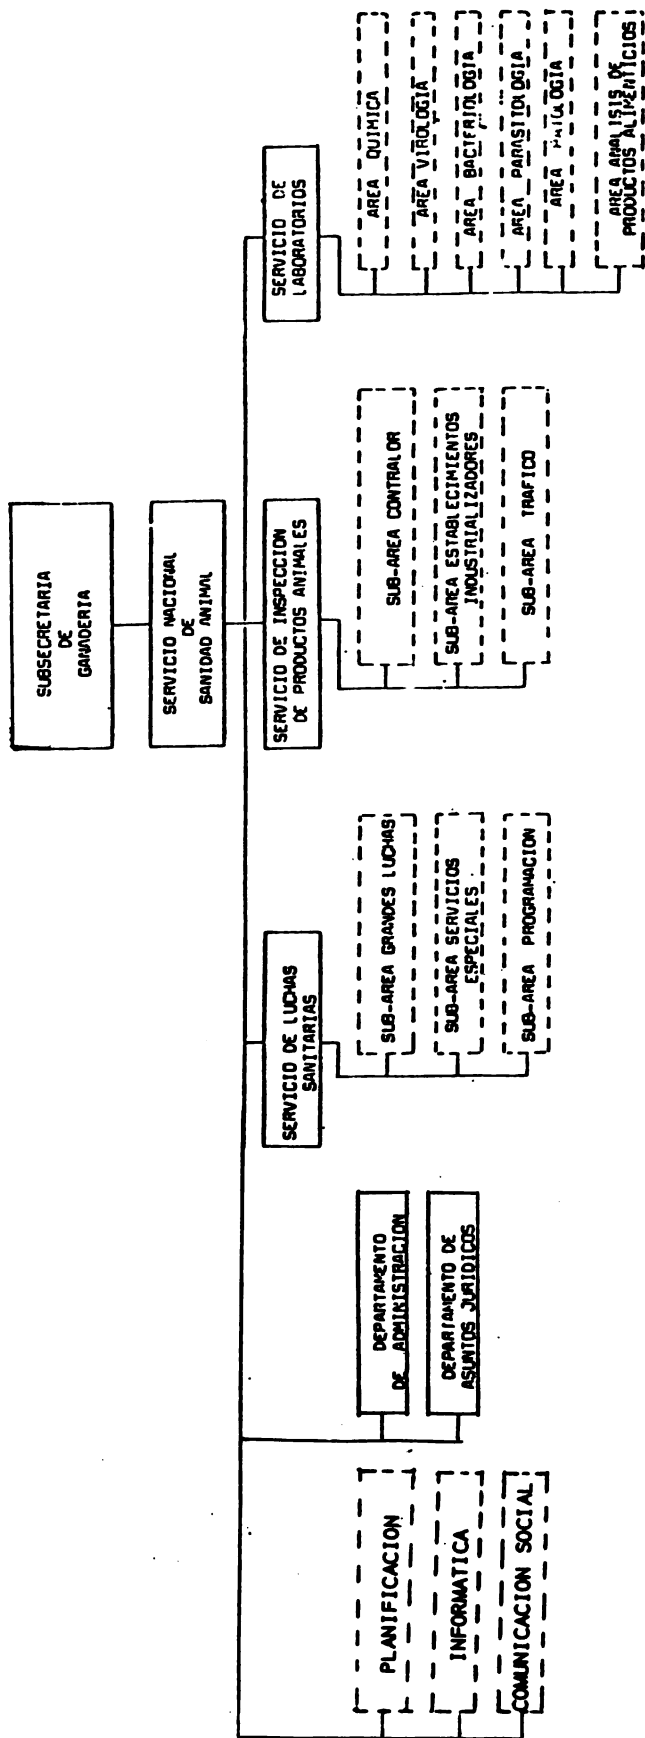 SUBSECRETARIA
DE
GANADERIA
SERVICIO NACIONAL
DE
SANIDAD ANIMAL
PLANIFICACION
INFORMATICA
COMUNICACION SOCIAL
DEPARTAMENTO
DE ADMINISTRACION
DEPARTAMENTO DE
ASUNTOS JURIDICOS
SERVICIO DE LUCHAS
SANITARIAS
SUB-AREA GRANDES LUCHAS
SUB-AREA SERVICIOS
ESPECIALES
SUB-AREA PROGRAMACION
SERVICIO DE INSPECCION
DE PRODUCTOS ANIMALES
SUB-AREA CONTRALOR
SUB-AREA ESTABLECIMIENTOS
INDUSTRIALIZADORES
SUB-AREA TRAFICO
SERVICIO DE
LABORATORIOS
AREA QUIMICA
AREA VIROLOGIA
AREA BACTERIOLOGIA
AREA PARASITOLOGIA
AREA
AREA ANALISIS DE
PRODUCTOS ALIMENTICIOS